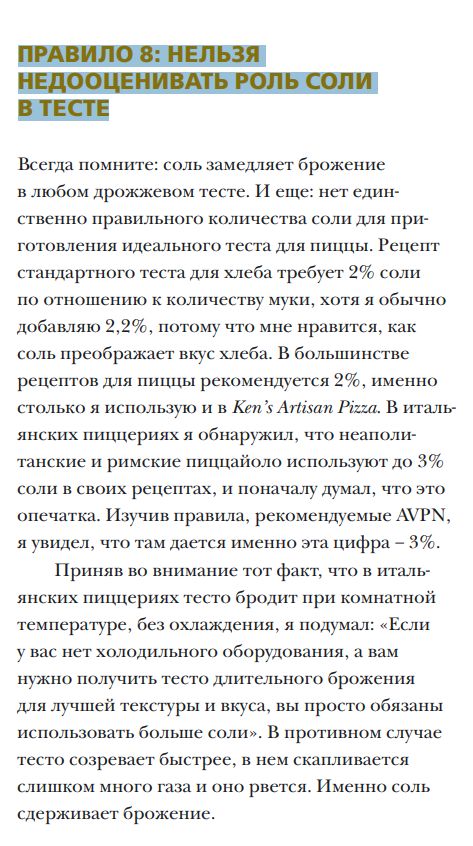 ПРАВИЛО 8: НЕЛЬЗЯ
НЕДООЦЕНИВАТЬ РОЛЬ СОЛИ
В ТЕСТЕ
Всегда помните: соль замедляет брожение
в любом дрожжевом тесте. И еще: нет един-
ственно правильного количества соли для при-
готовления идеального теста для пиццы. Рецепт
стандартного теста для хлеба требует 2% соли
по отношению к количеству муки, хотя я обычно
добавляю 2,2%, потому что мне нравится, как
соль преображает вкус хлеба. В большинстве
рецептов для пиццы рекомендуется 2%, именно
столько я использую и в Ken’s Artisan Pizza. В италь-
янских пиццериях я обнаружил, что неаполи-
танские и римские пиццайоло используют до 3%
соли в своих рецептах, и поначалу думал, что это
опечатка. Изучив правила, рекомендуемые AVPN,
я увидел, что там дается именно эта цифра – 3%.
Приняв во внимание тот факт, что в италь-
янских пиццериях тесто бродит при комнатной
температуре, без охлаждения, я подумал: «Если
у вас нет холодильного оборудования, а вам
нужно получить тесто длительного брожения
для лучшей текстуры и вкуса, вы просто обязаны
использовать больше соли». В противном случае
тесто созревает быстрее, в нем скапливается
слишком много газа и оно рвется. Именно соль
сдерживает брожение.